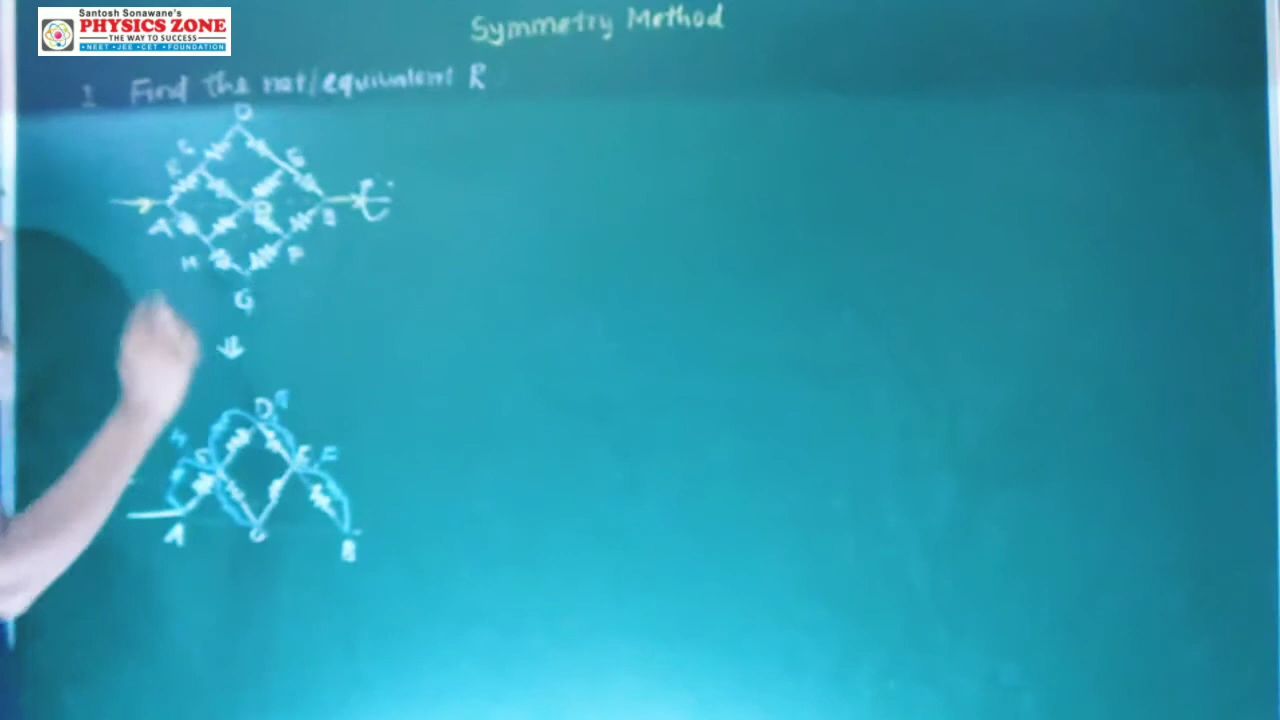 Santosh Sonawane's
PHYSICS ZONE
THE WAY TO SUCCESS
• NEET • JEE • CET • FOUNDATION
Symmetry Method
1 Find the net/equivalent R
D
A
B
H
F
G
D
H
F
A
B